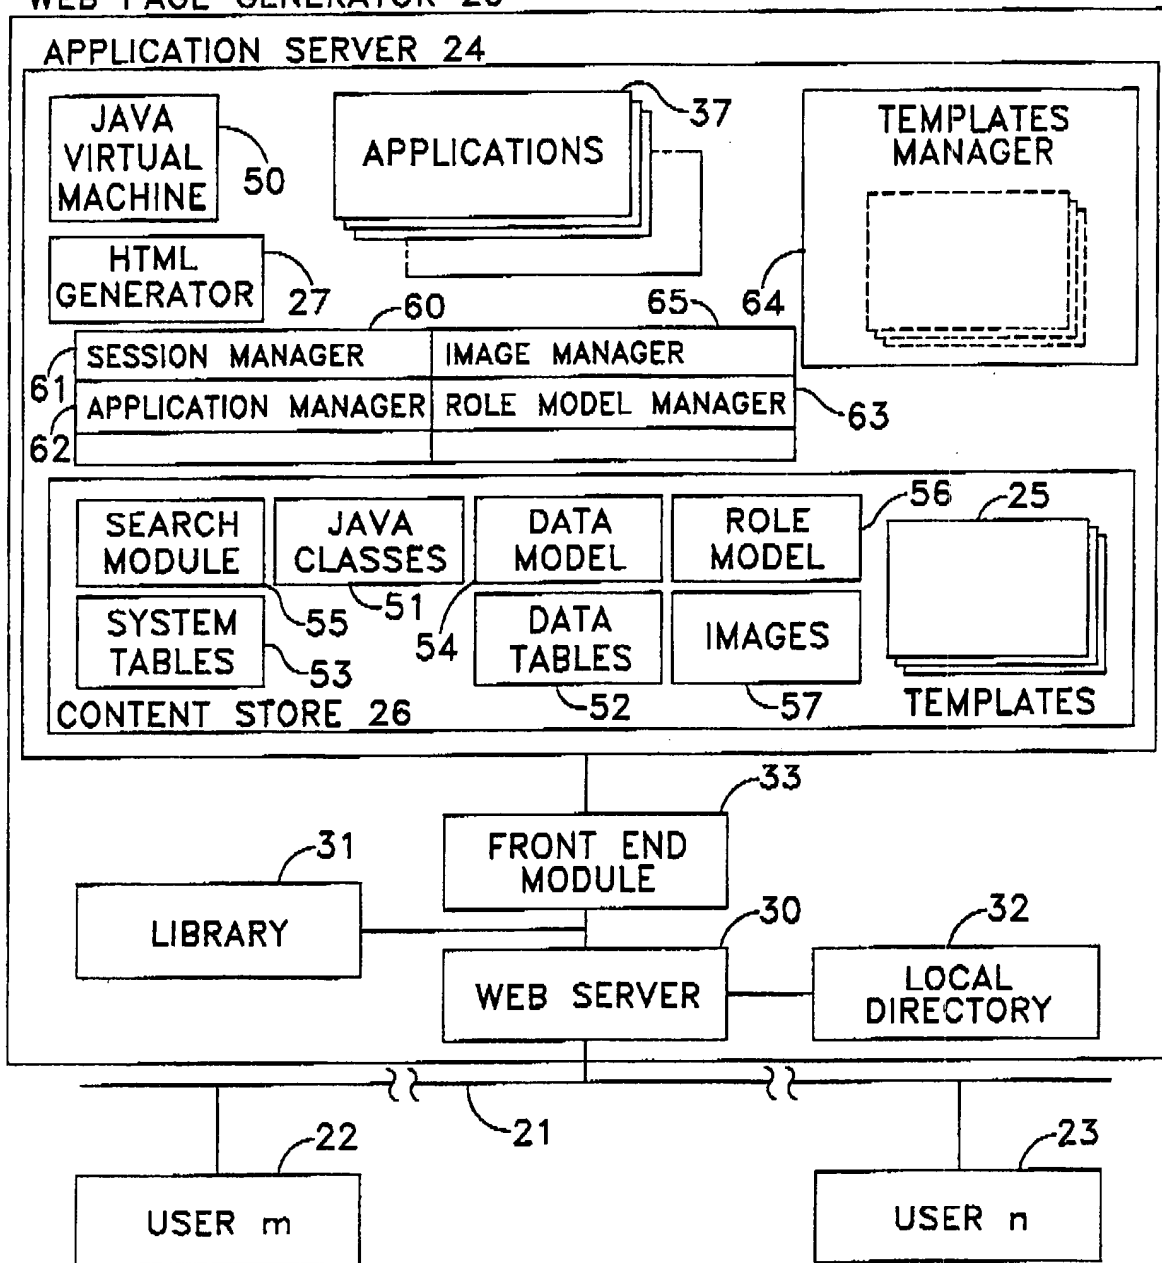 WEB PAGE GENERATOR
APPLICATION SERVER 24
JAVA
VIRTUAL
MACHINE
50
APPLICATIONS
37
TEMPLATES
MANAGER
64
HTML
GENERATOR
27
60
65
61
SESSION MANAGER
IMAGE MANAGER
62
APPLICATION MANAGER
ROLE MODEL MANAGER
63
SEARCH
MODULE
55
JAVA
CLASSES
51
DATA
MODEL
54
ROLE
MODEL
56
25
SYSTEM
TABLES
53
DATA
TABLES
52
IMAGES
57
TEMPLATES
CONTENT STORE 26
33
FRONT END
MODULE
31
LIBRARY
30
WEB SERVER
32
LOCAL
DIRECTORY
21
22
USER m
23
USER n